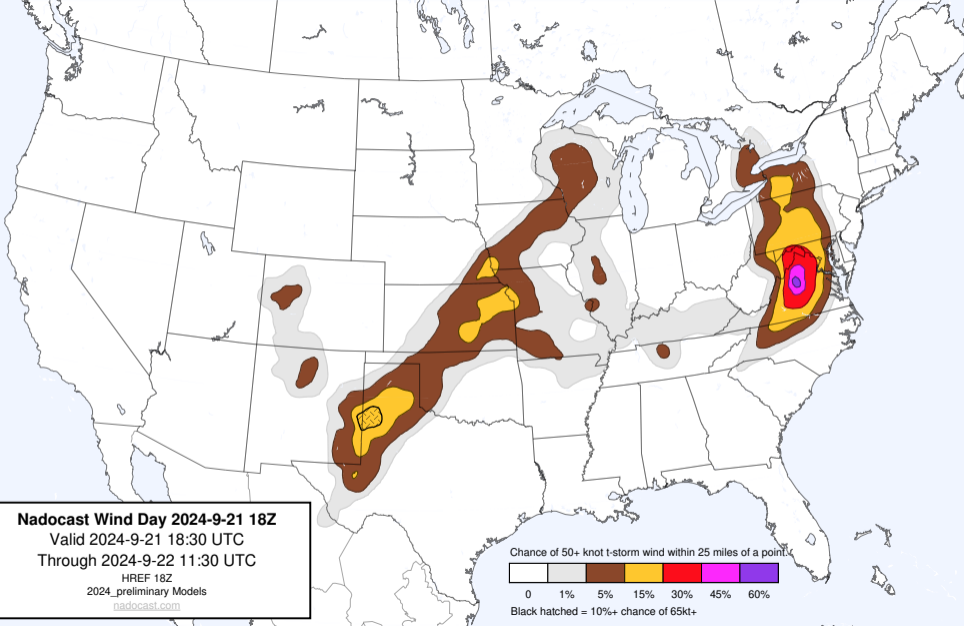 Nadocast Wind Day 2024-9-21 18Z
Valid 2024-9-21 18:30 UTC
Through 2024-9-22 11:30 UTC
HREF 18Z
2024_preliminary Models
nadocast.com
Chance of 50+ knot t-storm wind within 25 miles of a point.
0 1% 5% 15% 30% 45% 60%
Black hatched = 10%+ chance of 65kt+